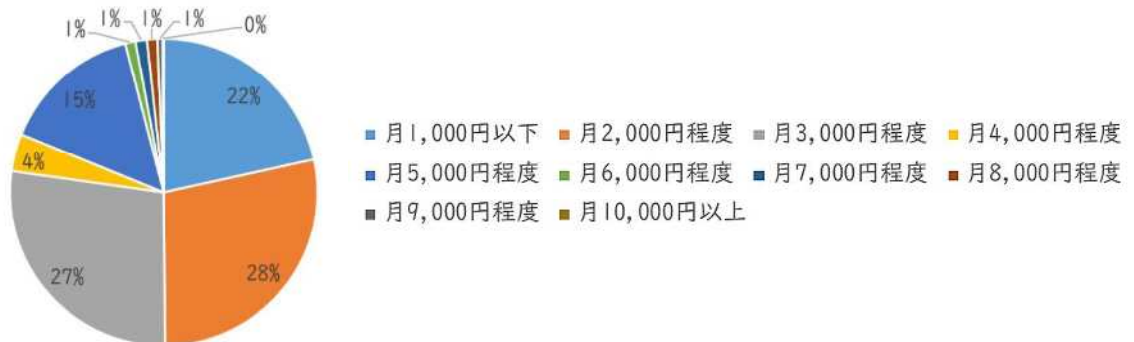 1% 1% 1% 1% 0%
22%
15%
4%
27%
28%
月1,000円以下 月2,000円程度 月3,000円程度 月4,000円程度
月5,000円程度 月6,000円程度 月7,000円程度 月8,000円程度
月9,000円程度 月10,000円以上